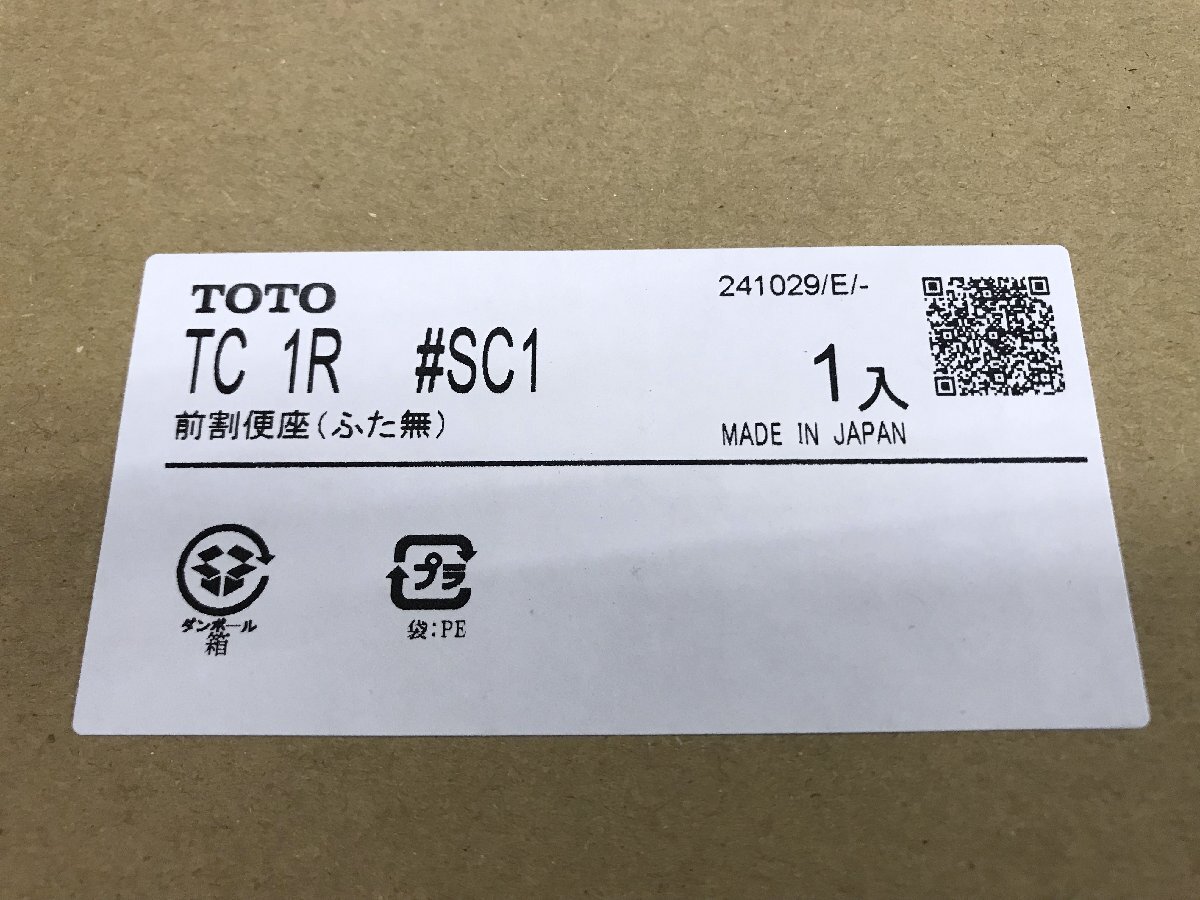 TOTO
241029/E/-
TC 1R #SC1
1入
前割便座(ふた無)
MADE IN JAPAN
ダンボール
箱
プラ
袋:PE